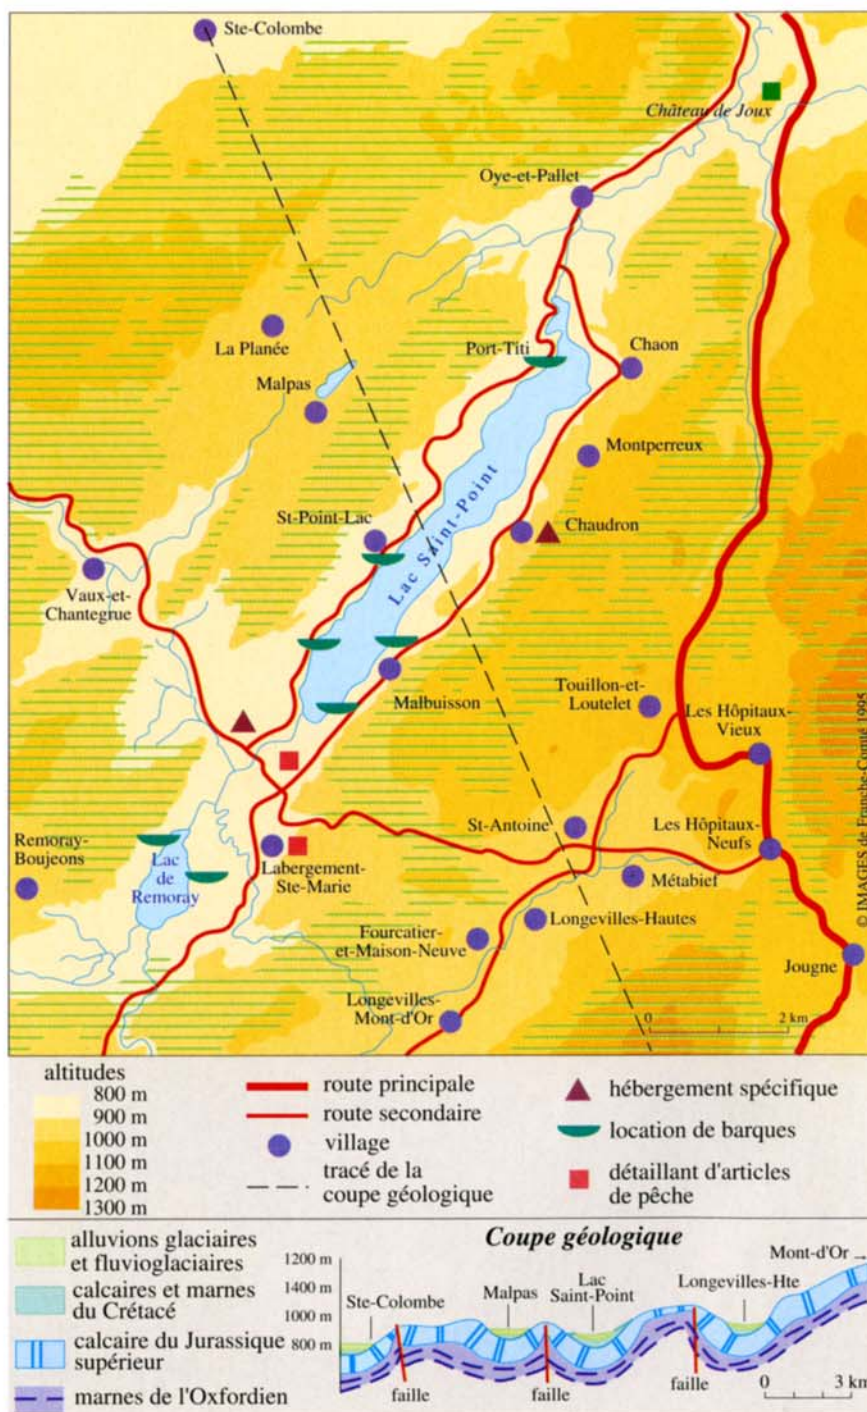 Ste-Colombe
Château de Joux
Oye-et-Pallet
La Planée
Port-Titi
Chaon
Malpas
Montperreux
St-Point-Lac
Lac Saint-Point
Chaudron
Vaux-et-
Chantegrue
Malbuisson
Touillon-et-
Loutelet
Les Hôpitaux-
Vieux
St-Antoine
Les Hôpitaux-
Neufs
Remoray-
Boujeons
Lac
de
Remoray
Labergement-
Ste-Marie
Métabief
Fourcatier-
et-Maison-Neuve
Longevilles-Hautes
Jougne
Longevilles-
Mont-d'Or
0 2 km
© IMAGES de Franche-Comté 1995
altitudes
800 m
900 m
1000 m
1100 m
1200 m
1300 m
route principale
route secondaire
village
tracé de la
coupe géologique
hébergement spécifique
location de barques
détaillant d'articles
de pêche
alluvions glaciaires
et fluvioglaciaires
calcaires et marnes
du Crétacé
calcaire du Jurassique
supérieur
marnes de l'Oxfordien
Coupe géologique
1200 m
1400 m
1000 m
800 m
Ste-Colombe
Malpas
Lac
Saint-Point
Longevilles-Hte
Mont-d'Or →
faille
faille
faille
0 3 km